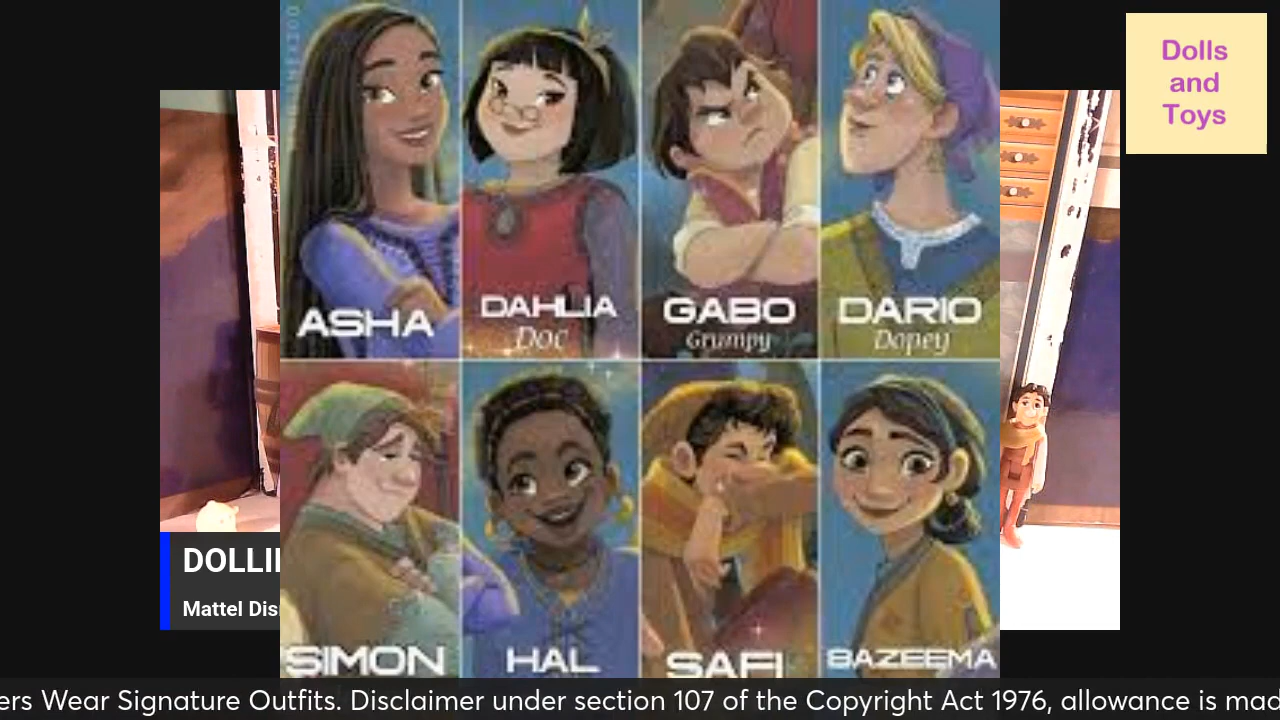 Dolls
and
Toys
ASHA
DAHLIA
Doc
GABO
Grumpy
DARIO
Dopey
DOLLI
Mattel Dis
SIMON
HAL
SAFI
BAZEEMA
ers Wear Signature Outfits. Disclaimer under section 107 of the Copyright Act 1976, allowance is mad